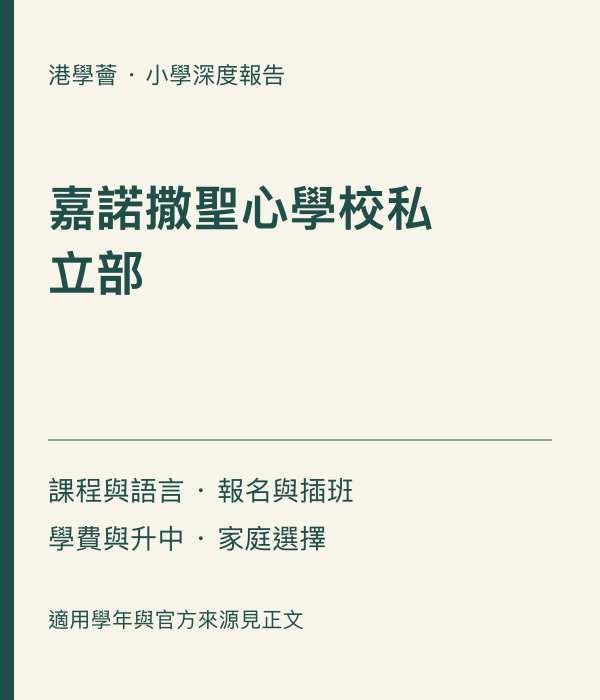 港學薈 · 小學深度報告
嘉諾撒聖心學校私
立部
課程與語言 · 報名與插班
學費與升中 · 家庭選擇
適用學年與官方來源見正文